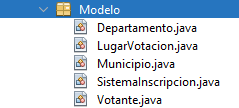 Modelo
Departamento.java
LugarVotacion.java
Municipio.java
SistemaInscripcion.java
Votante.java